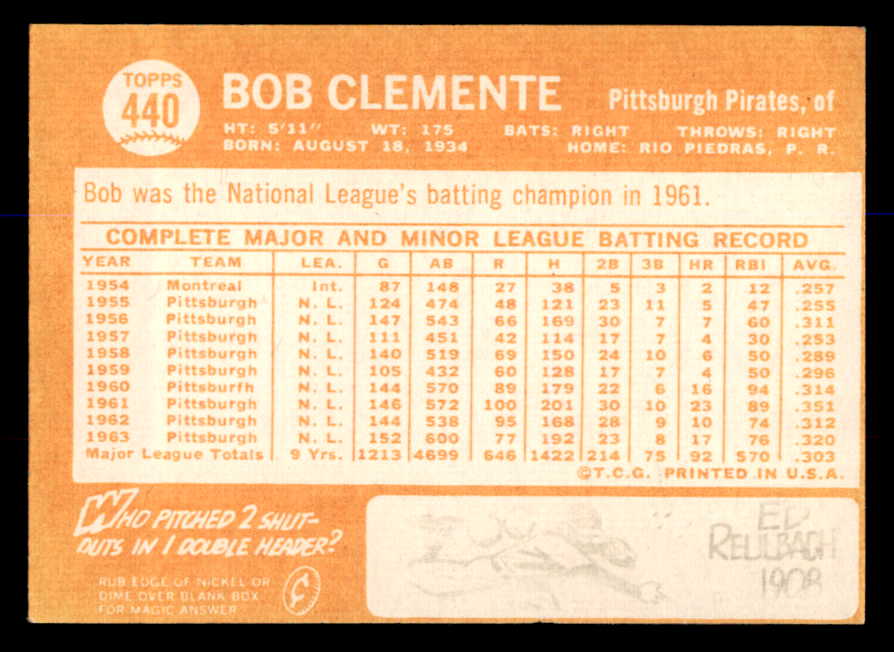 TOPPS
440
BOB CLEMENTE
Pittsburgh Pirates, of
HT: 5'11" WT: 175 BATS: RIGHT THROWS: RIGHT
BORN: AUGUST 18, 1934 HOME: RIO PIEDRAS, P. R.
Bob was the National League's batting champion in 1961.
COMPLETE MAJOR AND MINOR LEAGUE BATTING RECORD
YEAR TEAM LEA. G AB R H 2B 3B HR RBI AVG.
1954 Montreal Int. 87 148 27 38 5 3 2 12 .257
1955 Pittsburgh N. L. 124 474 48 121 23 11 5 47 .255
1956 Pittsburgh N. L. 147 543 66 169 30 7 7 60 .311
1957 Pittsburgh N. L. 111 451 42 114 17 7 4 30 .253
1958 Pittsburgh N. L. 140 519 69 150 24 10 6 50 .289
1959 Pittsburgh N. L. 105 432 60 128 17 7 4 50 .296
1960 Pittsburfh N. L. 144 570 89 179 22 6 16 94 .314
1961 Pittsburgh N. L. 146 572 100 201 30 10 23 89 .351
1962 Pittsburgh N. L. 144 538 95 168 28 9 10 74 .312
1963 Pittsburgh N. L. 152 600 77 192 23 8 17 76 .320
Major League Totals 9 Yrs. 1213 4699 646 1422 214 75 92 570 .303
©T.C.G. PRINTED IN U.S.A.
WHO PITCHED 2 SHUT-
OUTS IN 1 DOUBLE HEADER?
RUB EDGE OF NICKEL OR
DIME OVER BLANK BOX
FOR MAGIC ANSWER
¢
ED
REULBACH
1908